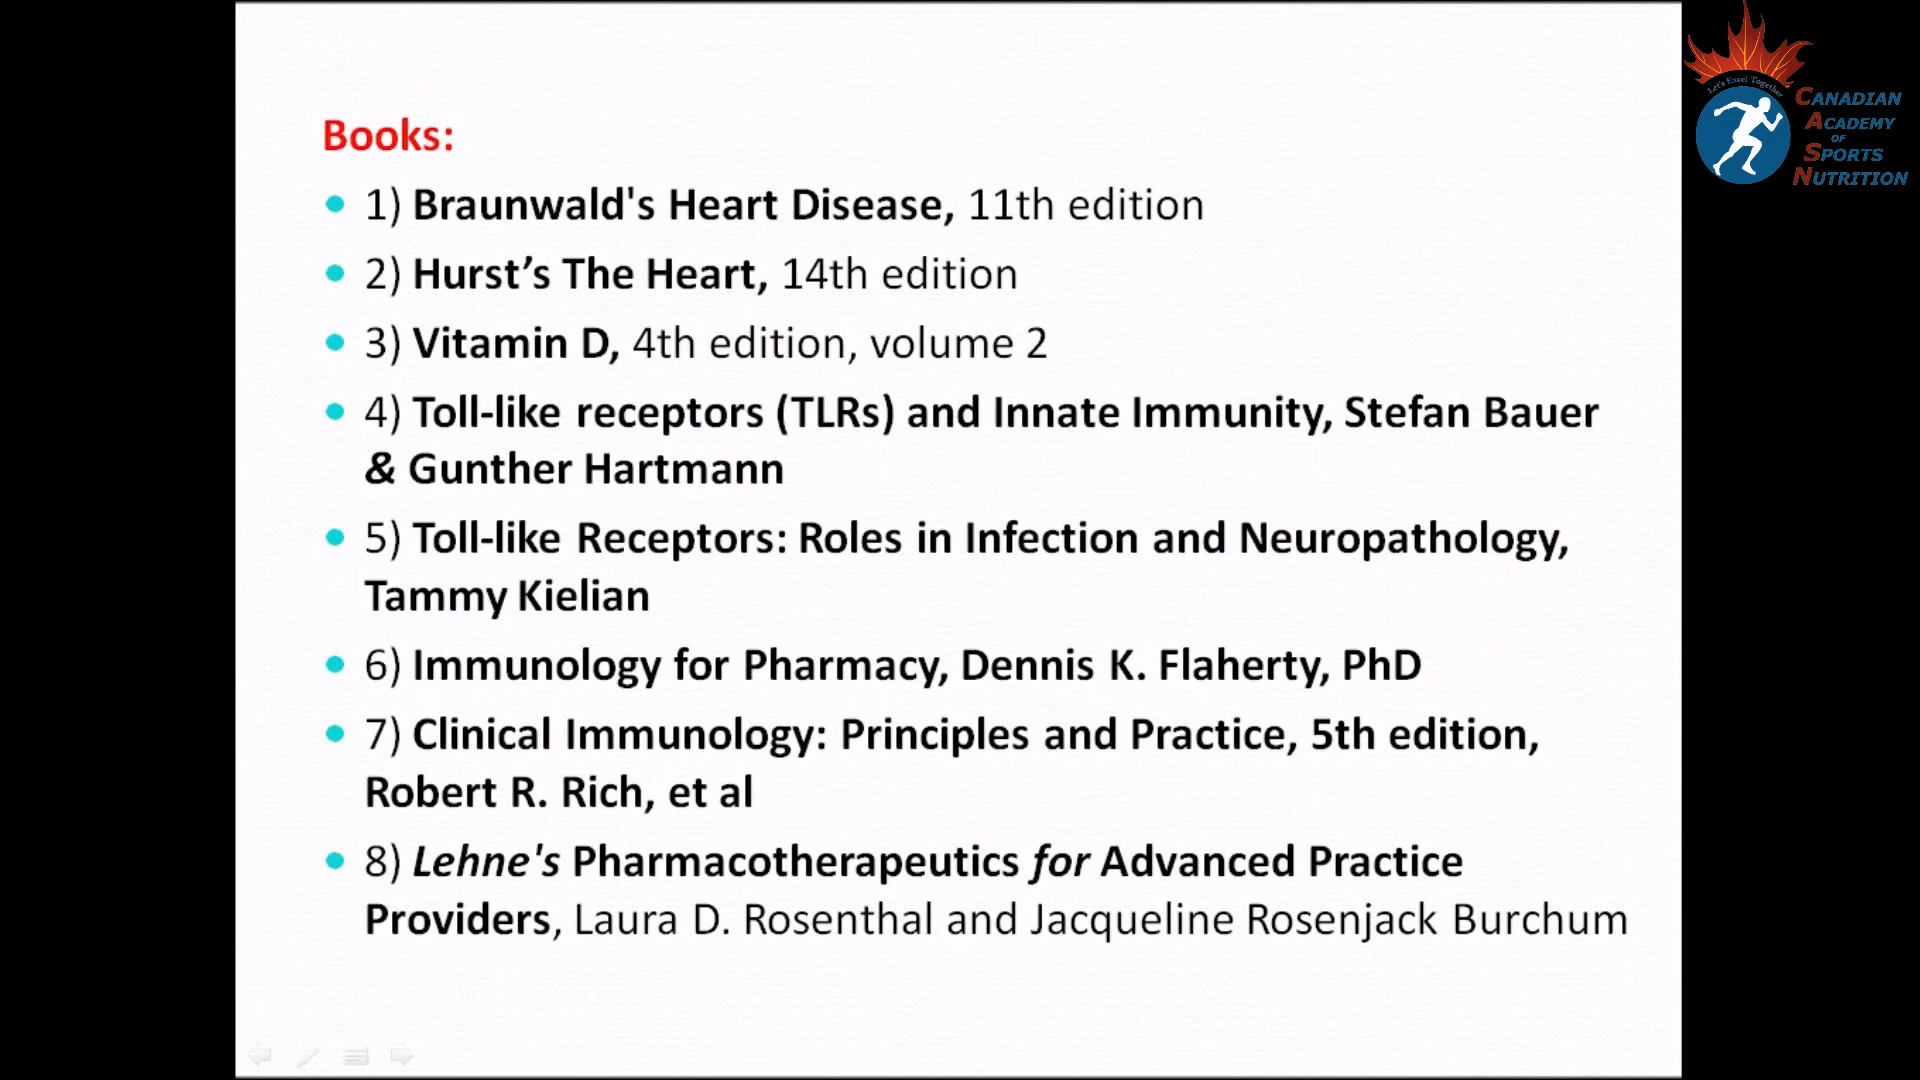 Books:
1) Braunwald's Heart Disease, 11th edition
2) Hurst’s The Heart, 14th edition
3) Vitamin D, 4th edition, volume 2
4) Toll-like receptors (TLRs) and Innate Immunity, Stefan Bauer
& Gunther Hartmann
5) Toll-like Receptors: Roles in Infection and Neuropathology,
Tammy Kielian
6) Immunology for Pharmacy, Dennis K. Flaherty, PhD
7) Clinical Immunology: Principles and Practice, 5th edition,
Robert R. Rich, et al
8) Lehne's Pharmacotherapeutics for Advanced Practice
Providers, Laura D. Rosenthal and Jacqueline Rosenjack Burchum
Let's Excel Together
CANADIAN
ACADEMY
OF
SPORTS
NUTRITION